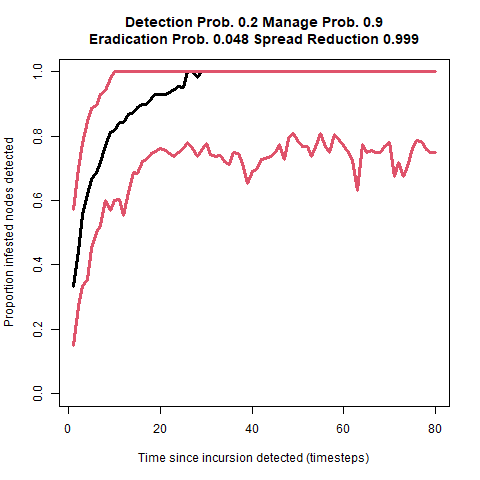 Detection Prob. 0.2 Manage Prob. 0.9
Eradication Prob. 0.048 Spread Reduction 0.999
Proportion infested nodes detected
1.0
0.8
0.6
0.4
0.2
0.0
0 20 40 60 80
Time since incursion detected (timesteps)